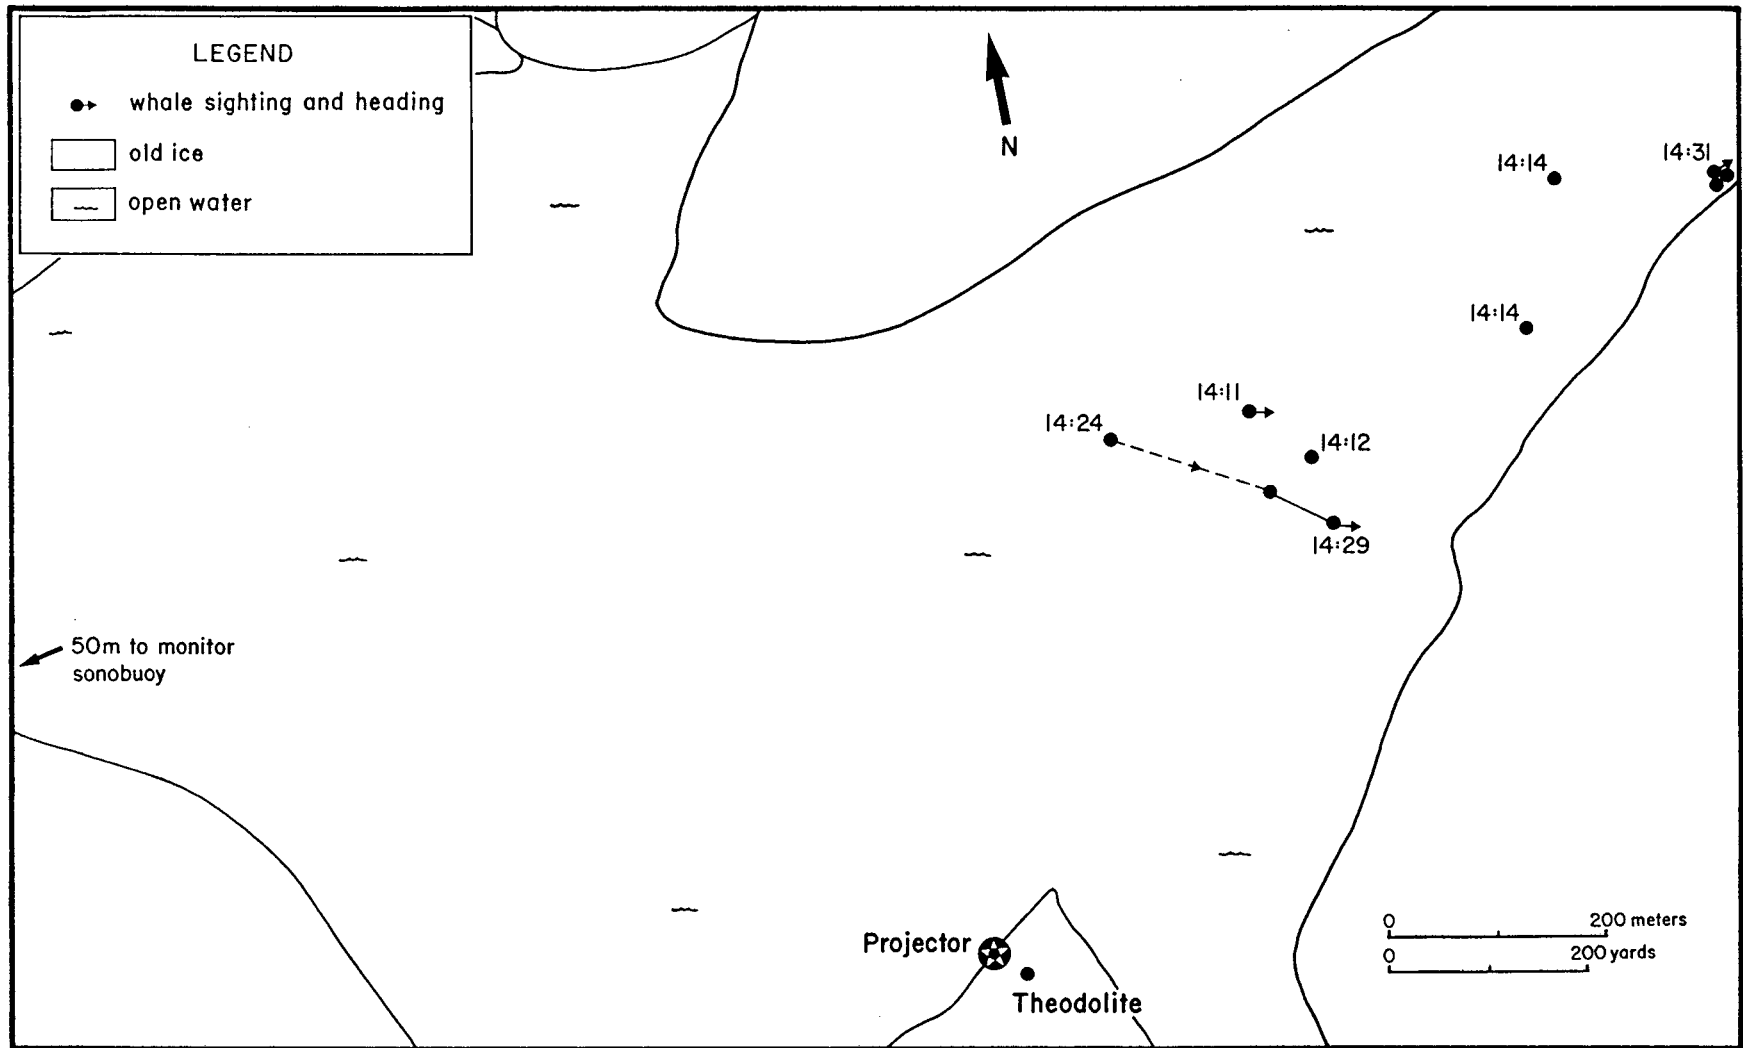 LEGEND
whale sighting and heading
old ice
open water
N
14:14
14:31
14:14
14:11
14:24
14:12
14:29
50m to monitor
sonobuoy
Projector
Theodolite
0 200 meters
0 200 yards